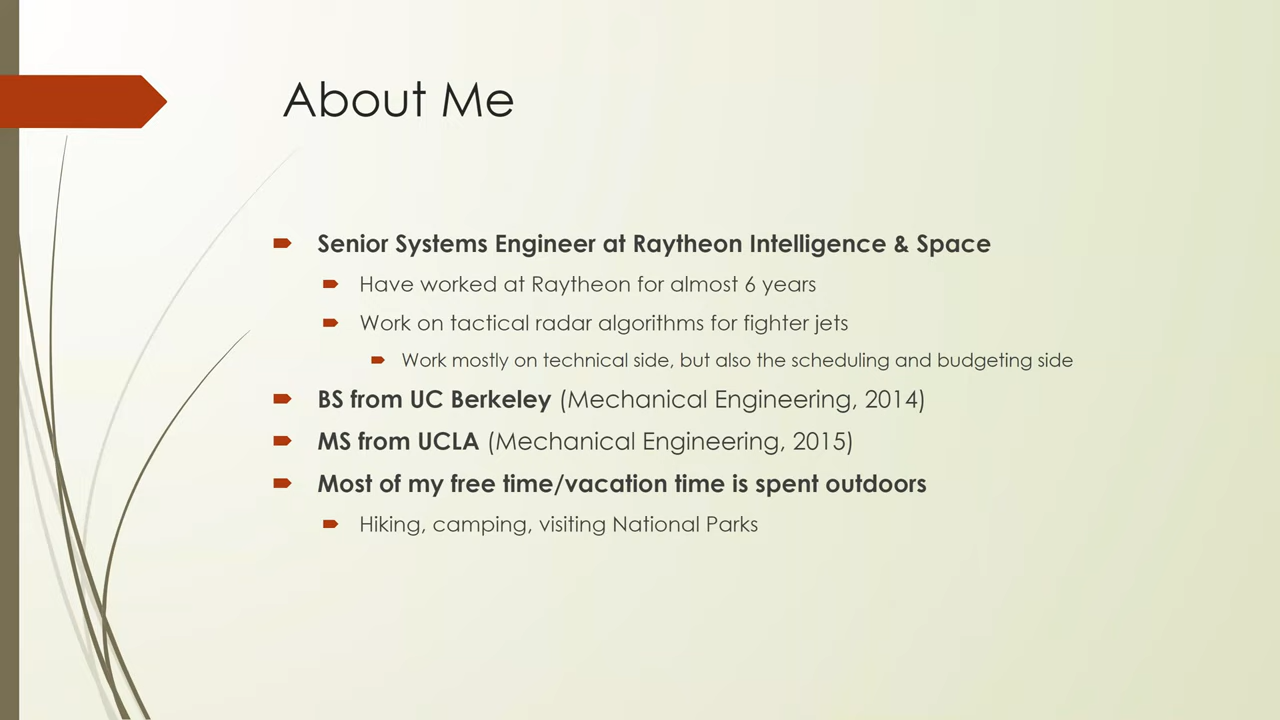 About Me
Senior Systems Engineer at Raytheon Intelligence & Space
Have worked at Raytheon for almost 6 years
Work on tactical radar algorithms for fighter jets
Work mostly on technical side, but also the scheduling and budgeting side
BS from UC Berkeley (Mechanical Engineering, 2014)
MS from UCLA (Mechanical Engineering, 2015)
Most of my free time/vacation time is spent outdoors
Hiking, camping, visiting National Parks